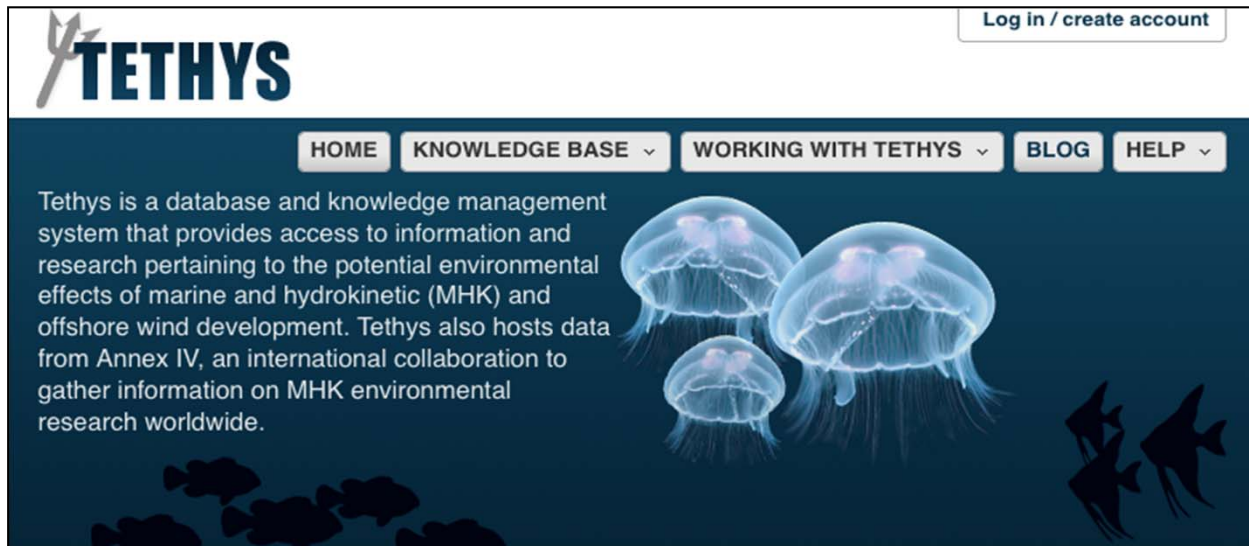 Log in / create account
TETHYS
HOME KNOWLEDGE BASE WORKING WITH TETHYS BLOG HELP
Tethys is a database and knowledge management
system that provides access to information and
research pertaining to the potential environmental
effects of marine and hydrokinetic (MHK) and
offshore wind development. Tethys also hosts data
from Annex IV, an international collaboration to
gather information on MHK environmental
research worldwide.